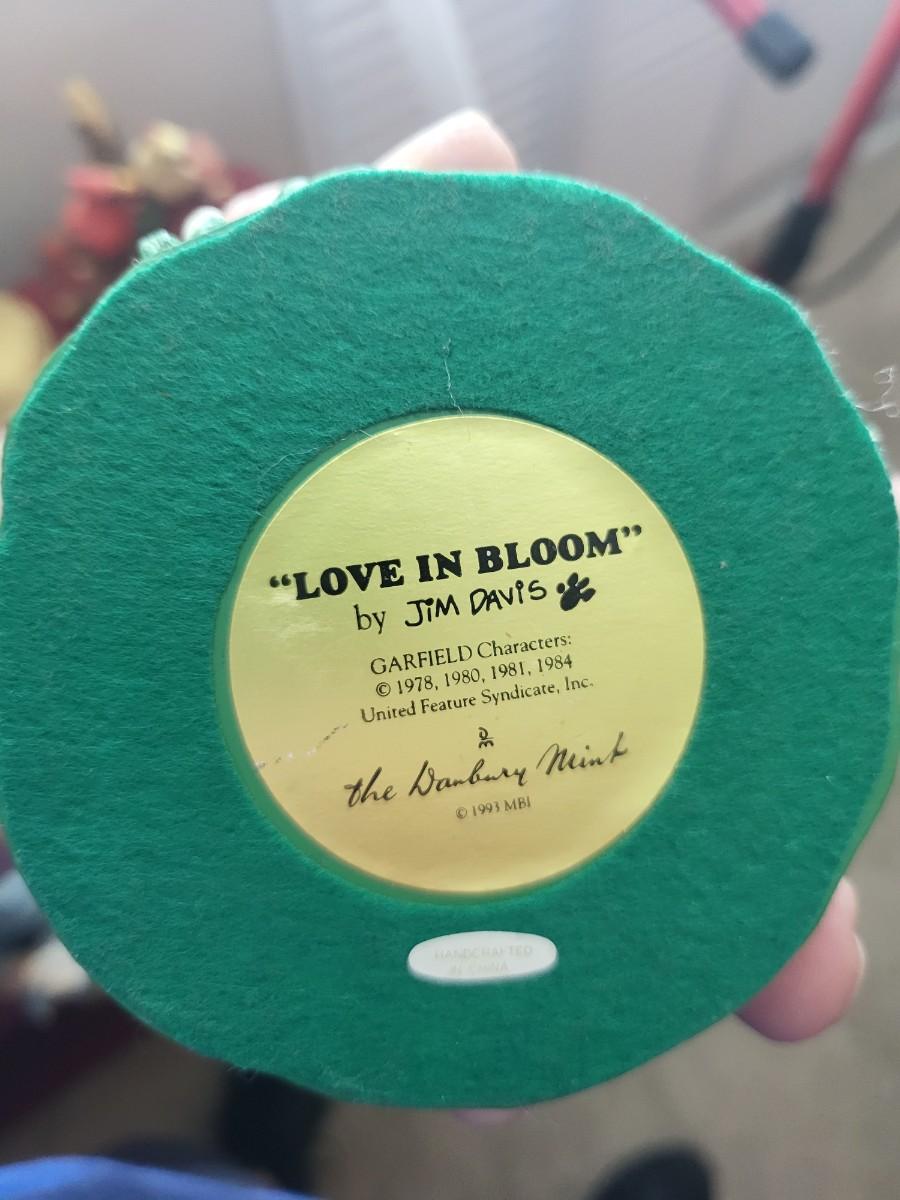 “LOVE IN BLOOM”
by JiM DAViS
GARFIELD Characters:
© 1978, 1980, 1981, 1984
United Feature Syndicate, Inc.
DM
the Danbury Mint
© 1993 MBI
HANDCRAFTED
IN CHINA